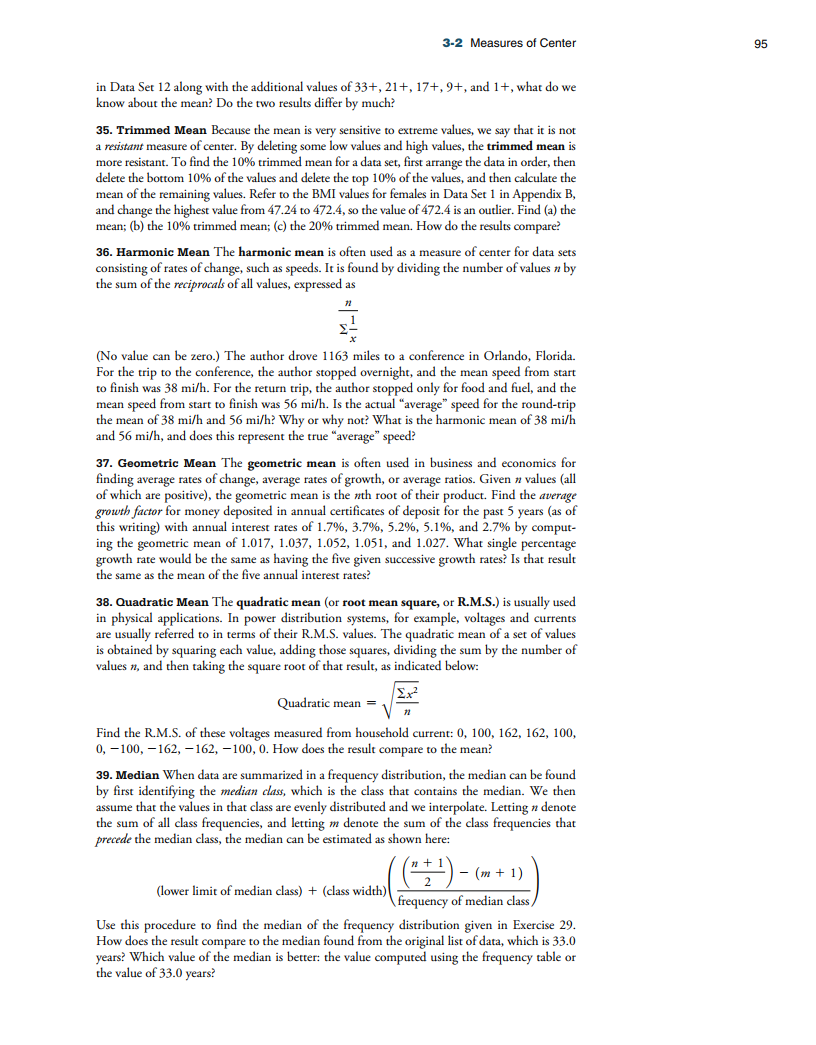 3-2 Measures of Center 95
in Data Set 12 along with the additional values of 33+, 21+, 17+, 9+, and 1+, what do we
know about the mean? Do the two results differ by much?
35. Trimmed Mean Because the mean is very sensitive to extreme values, we say that it is not
a resistant measure of center. By deleting some low values and high values, the trimmed mean is
more resistant. To find the 10% trimmed mean for a data set, first arrange the data in order, then
delete the bottom 10% of the values and delete the top 10% of the values, and then calculate the
mean of the remaining values. Refer to the BMI values for females in Data Set 1 in Appendix B,
and change the highest value from 47.24 to 472.4, so the value of 472.4 is an outlier. Find (a) the
mean; (b) the 10% trimmed mean; (c) the 20% trimmed mean. How do the results compare?
36. Harmonic Mean The harmonic mean is often used as a measure of center for data sets
consisting of rates of change, such as speeds. It is found by dividing the number of values n by
the sum of the reciprocals of all values, expressed as
n
Σ 1
x
(No value can be zero.) The author drove 1163 miles to a conference in Orlando, Florida.
For the trip to the conference, the author stopped overnight, and the mean speed from start
to finish was 38 mi/h. For the return trip, the author stopped only for food and fuel, and the
mean speed from start to finish was 56 mi/h. Is the actual “average” speed for the round-trip
the mean of 38 mi/h and 56 mi/h? Why or why not? What is the harmonic mean of 38 mi/h
and 56 mi/h, and does this represent the true “average” speed?
37. Geometric Mean The geometric mean is often used in business and economics for
finding average rates of change, average rates of growth, or average ratios. Given n values (all
of which are positive), the geometric mean is the nth root of their product. Find the average
growth factor for money deposited in annual certificates of deposit for the past 5 years (as of
this writing) with annual interest rates of 1.7%, 3.7%, 5.2%, 5.1%, and 2.7% by comput-
ing the geometric mean of 1.017, 1.037, 1.052, 1.051, and 1.027. What single percentage
growth rate would be the same as having the five given successive growth rates? Is that result
the same as the mean of the five annual interest rates?
38. Quadratic Mean The quadratic mean (or root mean square, or R.M.S.) is usually used
in physical applications. In power distribution systems, for example, voltages and currents
are usually referred to in terms of their R.M.S. values. The quadratic mean of a set of values
is obtained by squaring each value, adding those squares, dividing the sum by the number of
values n, and then taking the square root of that result, as indicated below:
Quadratic mean = √(Σx²
n)
Find the R.M.S. of these voltages measured from household current: 0, 100, 162, 162, 100,
0, −100, −162, −162, −100, 0. How does the result compare to the mean?
39. Median When data are summarized in a frequency distribution, the median can be found
by first identifying the median class, which is the class that contains the median. We then
assume that the values in that class are evenly distributed and we interpolate. Letting n denote
the sum of all class frequencies, and letting m denote the sum of the class frequencies that
precede the median class, the median can be estimated as shown here:
(n + 1
2) − (m + 1)
(lower limit of median class) + (class width)(frequency of median class)
Use this procedure to find the median of the frequency distribution given in Exercise 29.
How does the result compare to the median found from the original list of data, which is 33.0
years? Which value of the median is better: the value computed using the frequency table or
the value of 33.0 years?